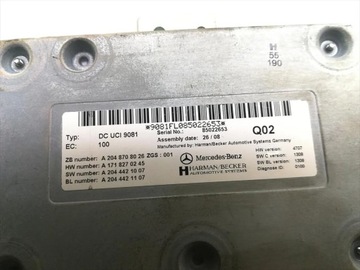 H
55
190
*9081FL085022653*
Typ: DC UCI 9081
Serial No.: 85022653
Q02
EC: 100
Assembly date: 26 / 08
Manufactured by: Harman/Becker Automotive Systems Germany
ZB number: A 204 870 80 26 ZGS : 001
HW number: A 171 827 02 45
SW number: A 204 442 10 07
BL number: A 204 442 11 07
Mercedes-Benz
HARMAN/BECKER
AUTOMOTIVE SYSTEMS
HW version: 4707
SW C version: 1308
SW L version: 1308
Diagnose ID: 0100